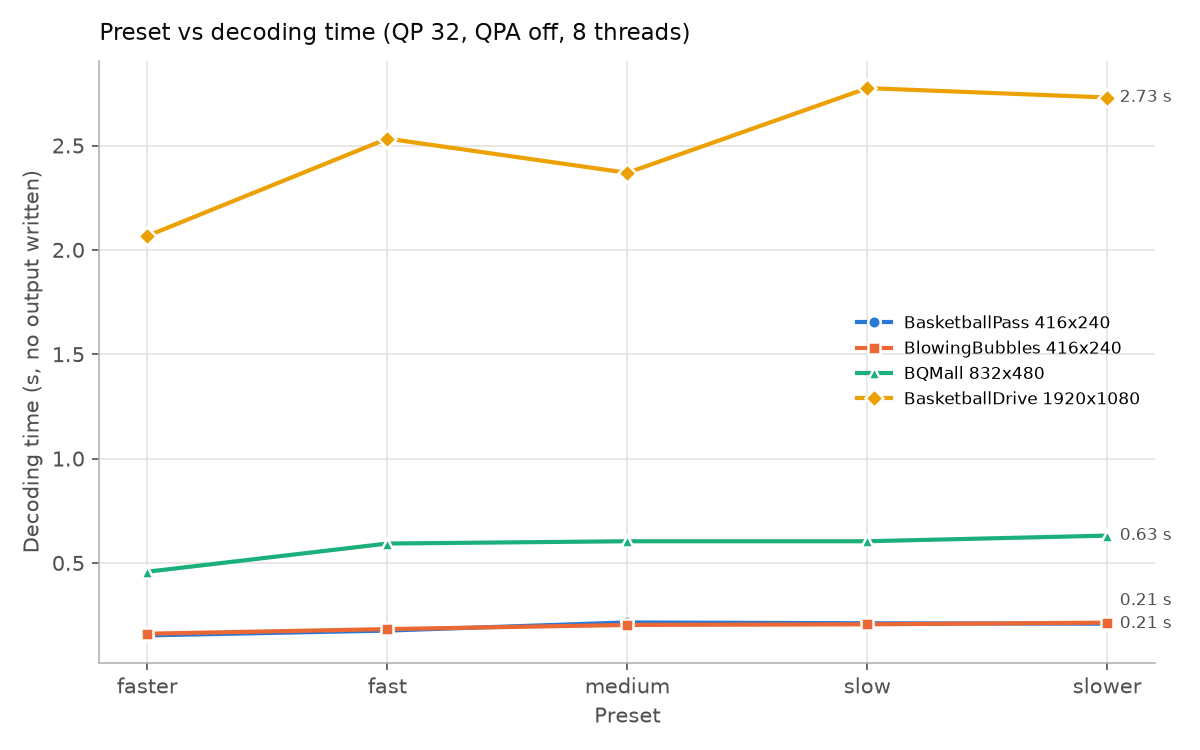 Preset vs decoding time (QP 32, QPA off, 8 threads)
Decoding time (s, no output written)
2.5
2.0
1.5
1.0
0.5
2.73 s
BasketballPass 416x240
BlowingBubbles 416x240
BQMall 832x480
BasketballDrive 1920x1080
0.63 s
0.21 s
0.21 s
faster
fast
medium
slow
slower
Preset